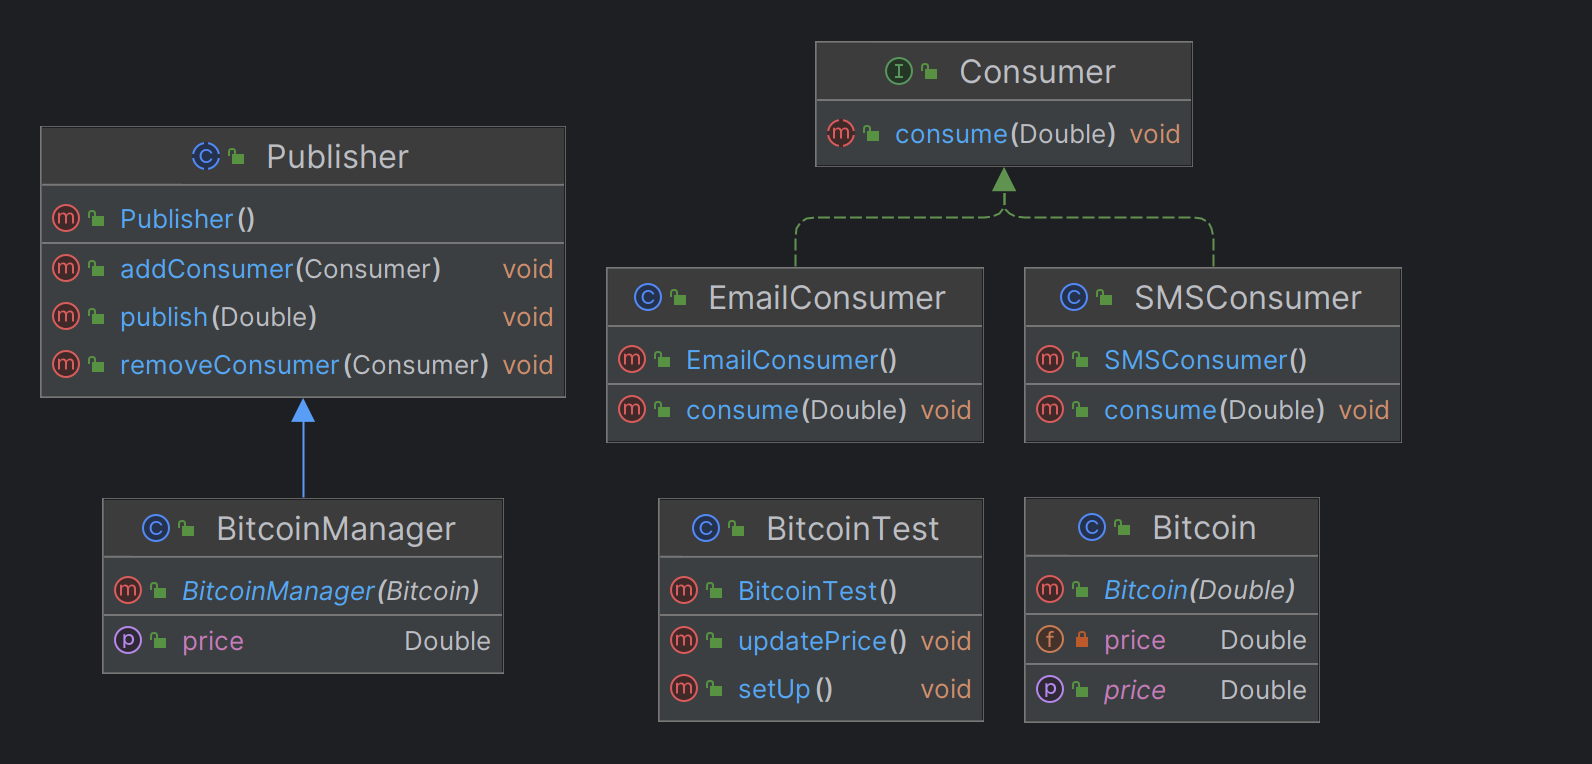 Publisher
Publisher()
addConsumer(Consumer) void
publish(Double) void
removeConsumer(Consumer) void
Consumer
consume(Double) void
EmailConsumer
EmailConsumer()
consume(Double) void
SMSConsumer
SMSConsumer()
consume(Double) void
BitcoinManager
BitcoinManager(Bitcoin)
price Double
BitcoinTest
BitcoinTest()
updatePrice() void
setUp() void
Bitcoin
Bitcoin(Double)
price Double
price Double